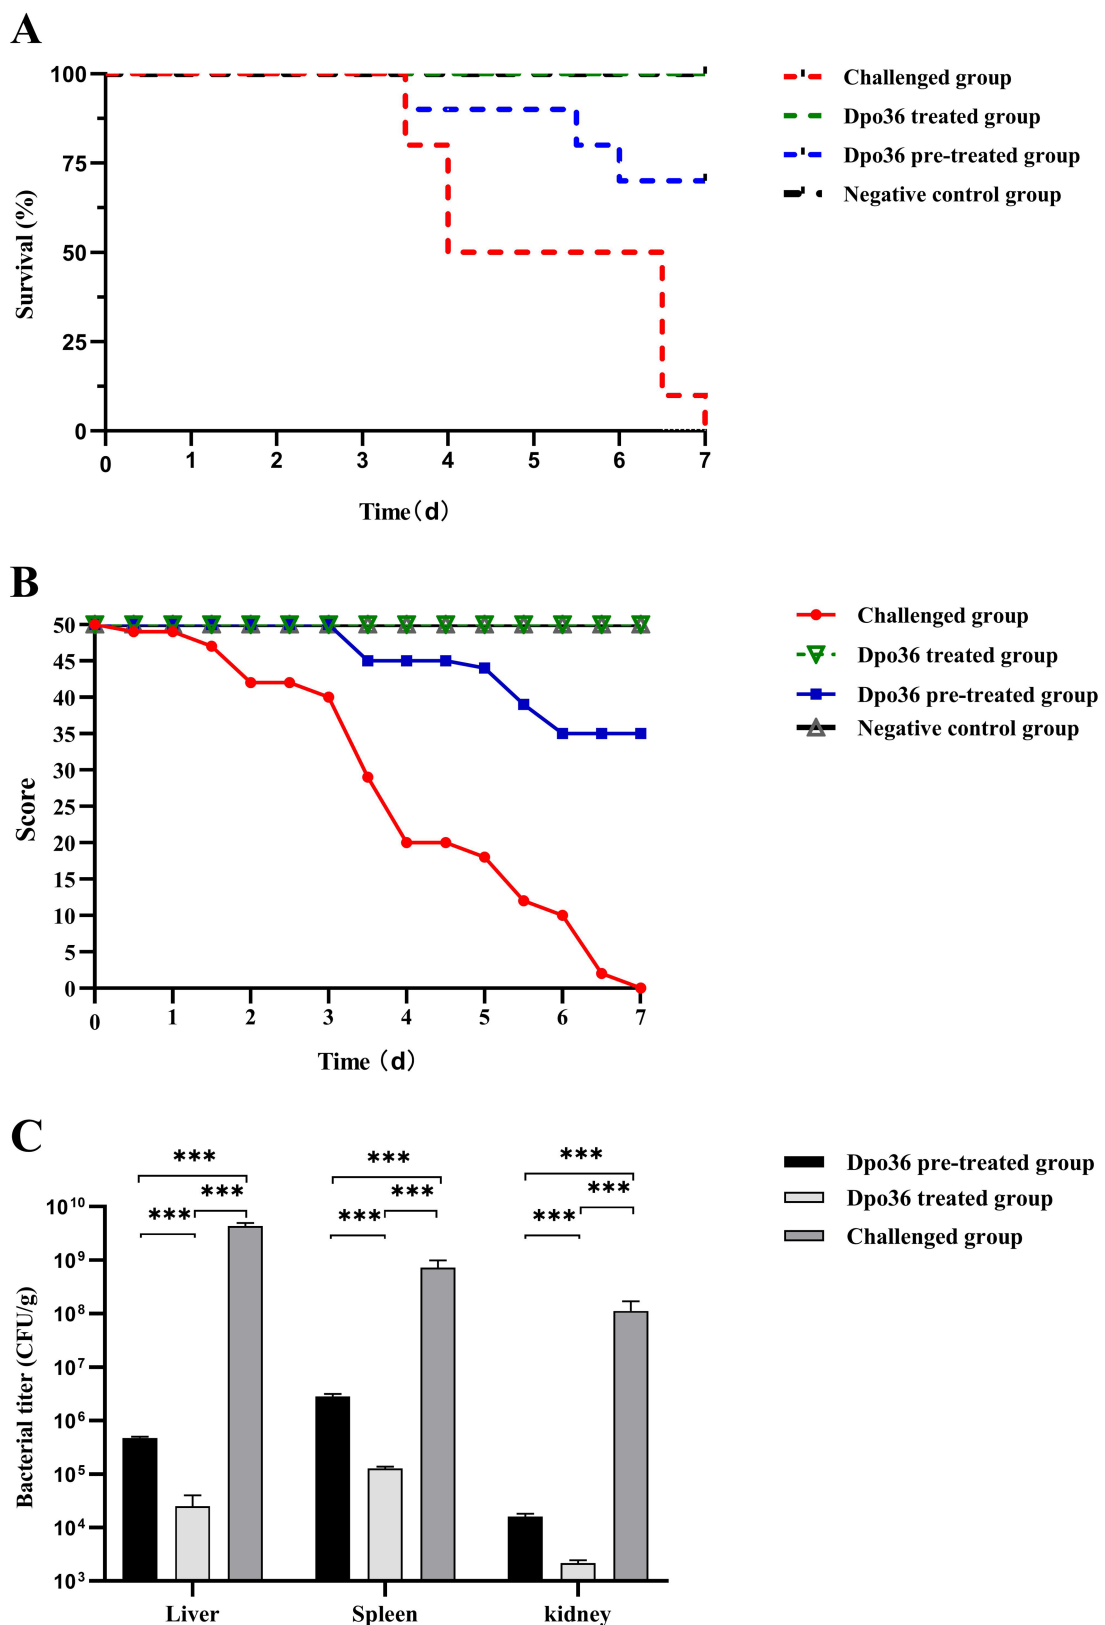 A
100
75
50
25
0
Survival (%)
0 1 2 3 4 5 6 7
Time(d)
Challenged group
Dpo36 treated group
Dpo36 pre-treated group
Negative control group
B
50
45
40
35
30
25
20
15
10
5
0
Score
0 1 2 3 4 5 6 7
Time (d)
Challenged group
Dpo36 treated group
Dpo36 pre-treated group
Negative control group
C
*** *** ***
*** *** ***
*** *** ***
10¹⁰
10⁹
10⁸
10⁷
10⁶
10⁵
10⁴
10³
Bacterial titer (CFU/g)
Liver Spleen kidney
Dpo36 pre-treated group
Dpo36 treated group
Challenged group